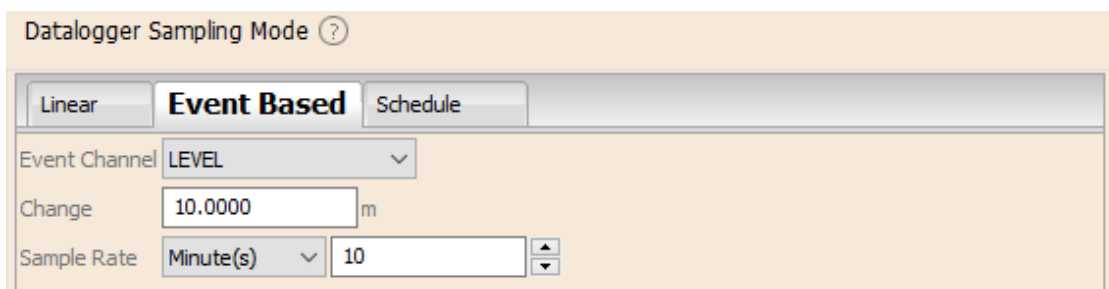 Datalogger Sampling Mode ?
Linear Event Based Schedule
Event Channel LEVEL
Change 10.0000 m
Sample Rate Minute(s) 10